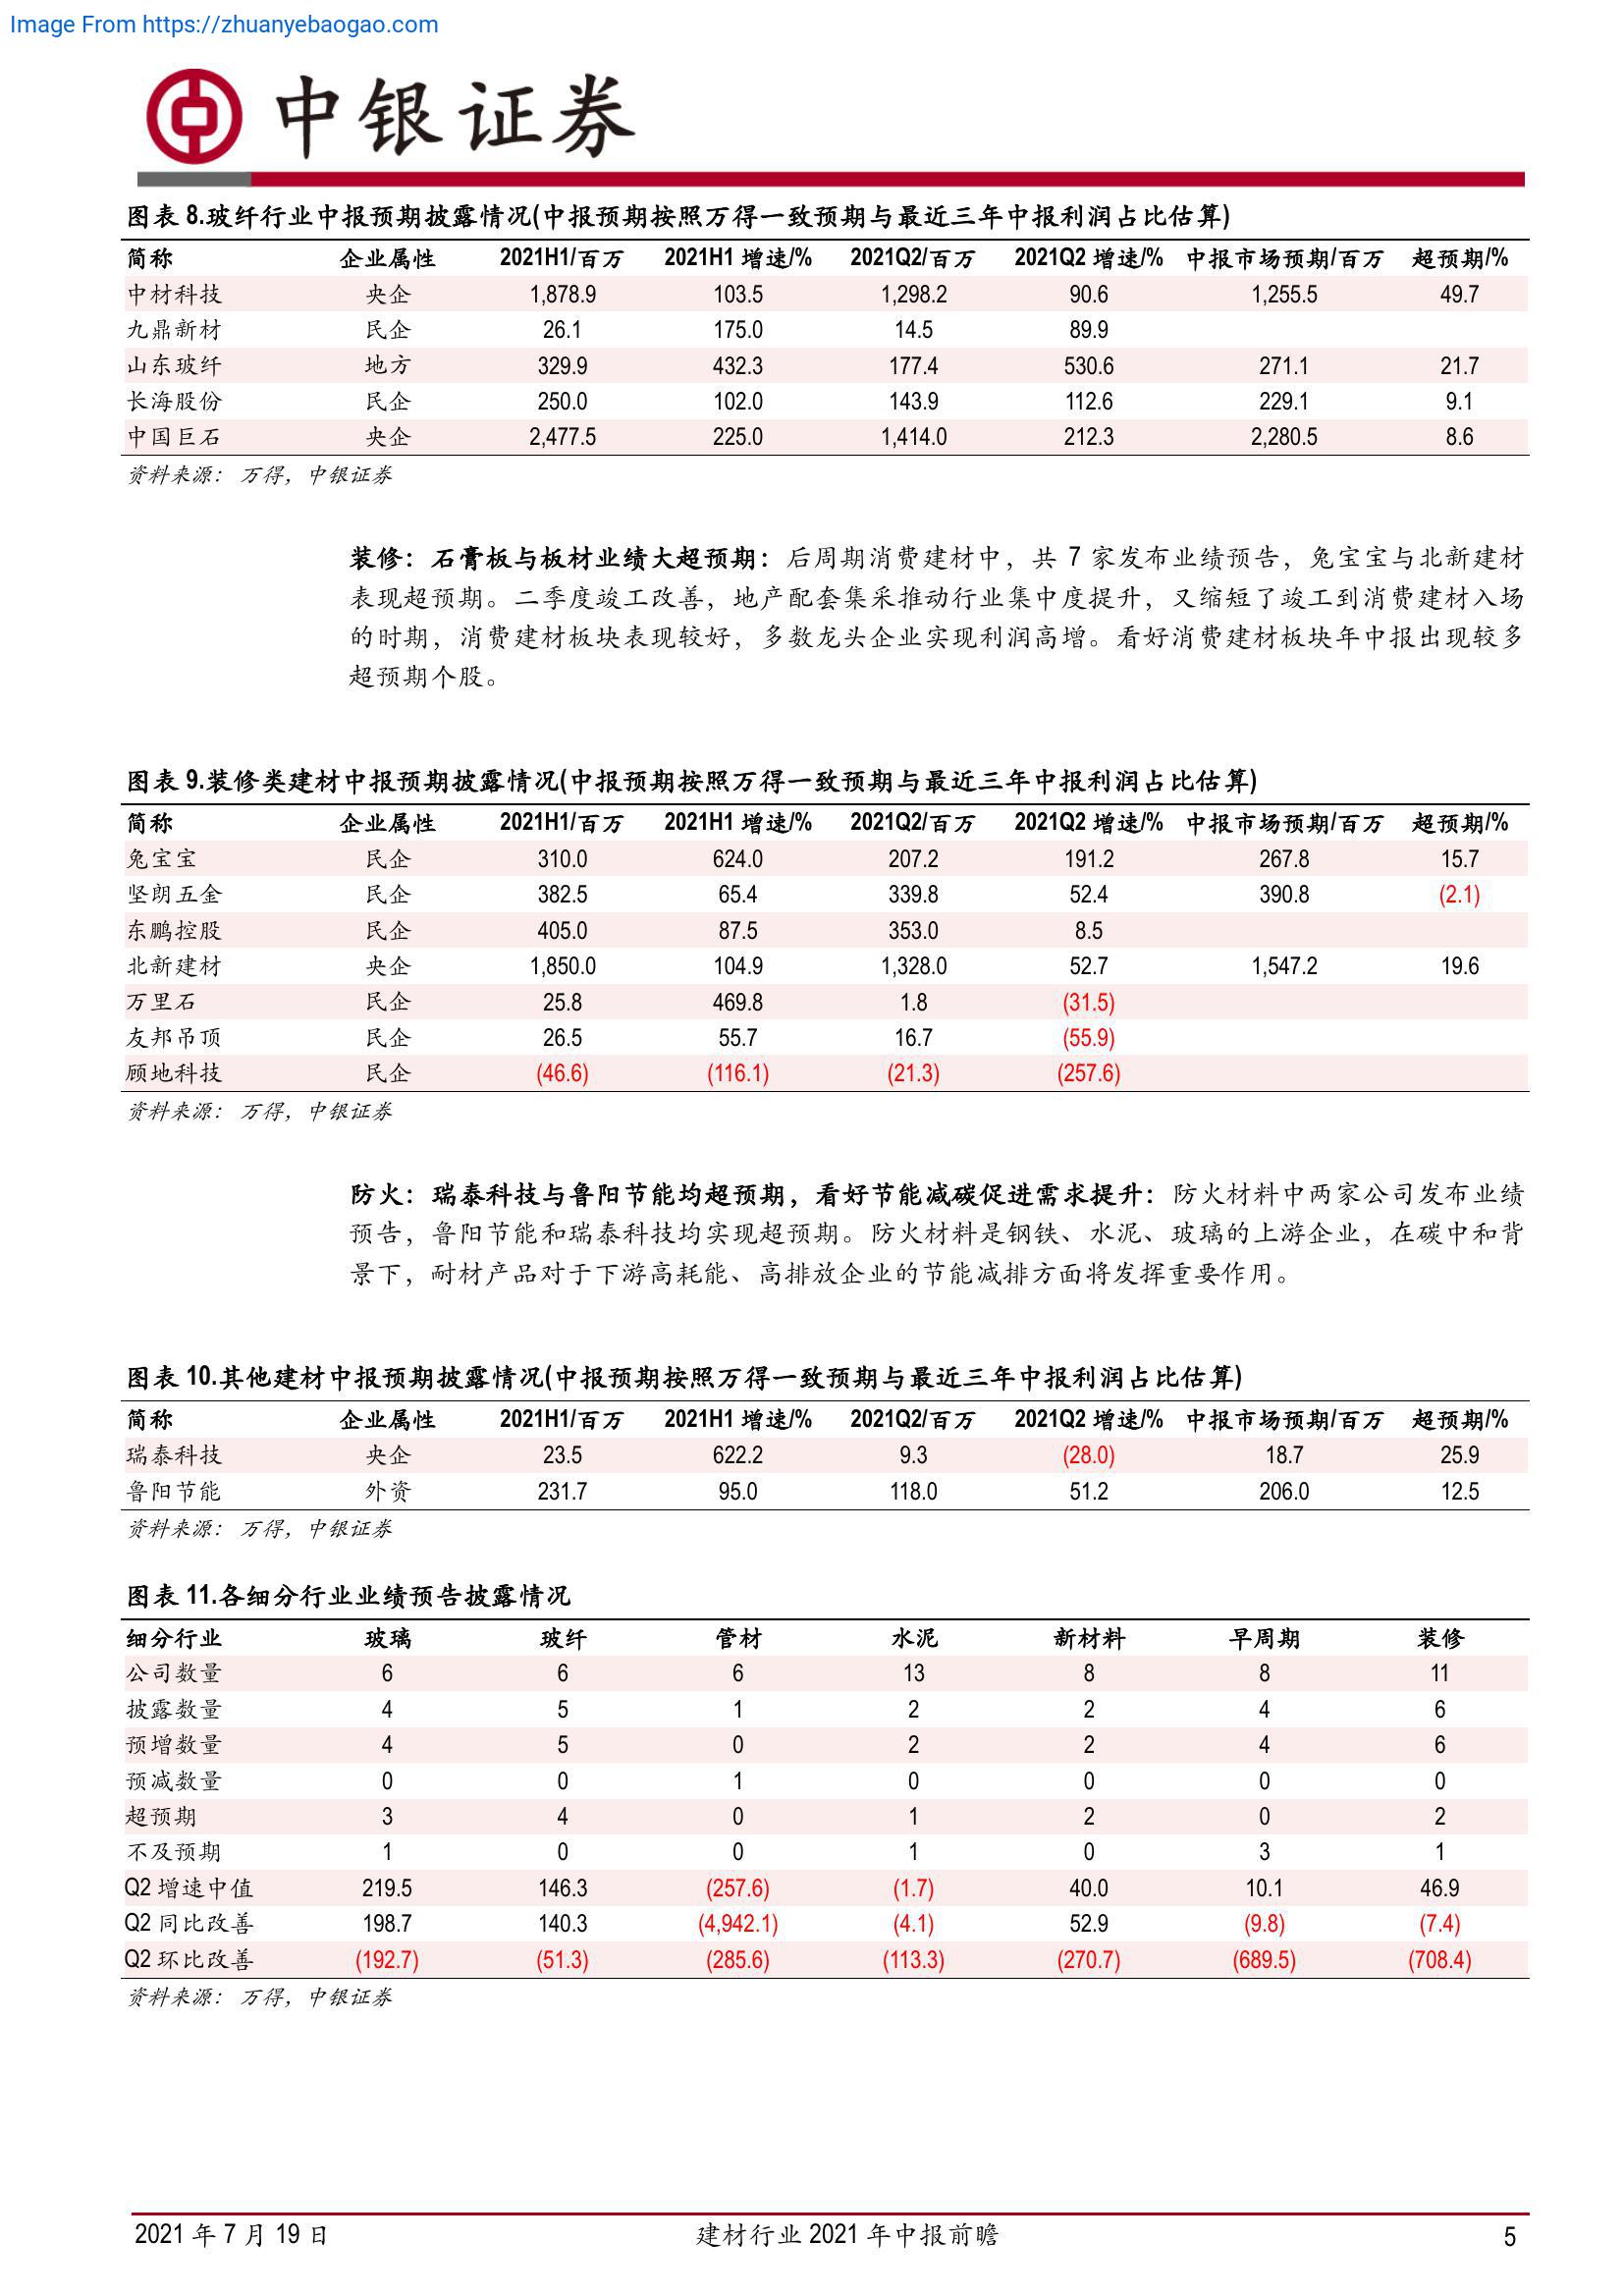 Image From https://zhuanyebaogao.com
中银证券
图表 8.玻纤行业中报预期披露情况(中报预期按照万得一致预期与最近三年中报利润占比估算)
简称 企业属性 2021H1/百万 2021H1 增速/% 2021Q2/百万 2021Q2 增速/% 中报市场预期/百万 超预期/%
中材科技 央企 1,878.9 103.5 1,298.2 90.6 1,255.5 49.7
九鼎新材 民企 26.1 175.0 14.5 89.9
山东玻纤 地方 329.9 432.3 177.4 530.6 271.1 21.7
长海股份 民企 250.0 102.0 143.9 112.6 229.1 9.1
中国巨石 央企 2,477.5 225.0 1,414.0 212.3 2,280.5 8.6
资料来源：万得，中银证券
装修：石膏板与板材业绩大超预期：后周期消费建材中，共 7 家发布业绩预告，兔宝宝与北新建材
表现超预期。二季度竣工改善，地产配套集采推动行业集中度提升，又缩短了竣工到消费建材入场
的时期，消费建材板块表现较好，多数龙头企业实现利润高增。看好消费建材板块年中报出现较多
超预期个股。
图表 9.装修类建材中报预期披露情况(中报预期按照万得一致预期与最近三年中报利润占比估算)
简称 企业属性 2021H1/百万 2021H1 增速/% 2021Q2/百万 2021Q2 增速/% 中报市场预期/百万 超预期/%
兔宝宝 民企 310.0 624.0 207.2 191.2 267.8 15.7
坚朗五金 民企 382.5 65.4 339.8 52.4 390.8 (2.1)
东鹏控股 民企 405.0 87.5 353.0 8.5
北新建材 央企 1,850.0 104.9 1,328.0 52.7 1,547.2 19.6
万里石 民企 25.8 469.8 1.8 (31.5)
友邦吊顶 民企 26.5 55.7 16.7 (55.9)
顾地科技 民企 (46.6) (116.1) (21.3) (257.6)
资料来源：万得，中银证券
防火：瑞泰科技与鲁阳节能均超预期，看好节能减碳促进需求提升：防火材料中两家公司发布业绩
预告，鲁阳节能和瑞泰科技均实现超预期。防火材料是钢铁、水泥、玻璃的上游企业，在碳中和背
景下，耐材产品对于下游高耗能、高排放企业的节能减排方面将发挥重要作用。
图表 10.其他建材中报预期披露情况(中报预期按照万得一致预期与最近三年中报利润占比估算)
简称 企业属性 2021H1/百万 2021H1 增速/% 2021Q2/百万 2021Q2 增速/% 中报市场预期/百万 超预期/%
瑞泰科技 央企 23.5 622.2 9.3 (28.0) 18.7 25.9
鲁阳节能 外资 231.7 95.0 118.0 51.2 206.0 12.5
资料来源：万得，中银证券
图表 11.各细分行业业绩预告披露情况
细分行业 玻璃 玻纤 管材 水泥 新材料 早周期 装修
公司数量 6 6 6 13 8 8 11
披露数量 4 5 1 2 2 4 6
预增数量 4 5 0 2 2 4 6
预减数量 0 0 1 0 0 0 0
超预期 3 4 0 1 2 0 2
不及预期 1 0 0 1 0 3 1
Q2 增速中值 219.5 146.3 (257.6) (1.7) 40.0 10.1 46.9
Q2 同比改善 198.7 140.3 (4,942.1) (4.1) 52.9 (9.8) (7.4)
Q2 环比改善 (192.7) (51.3) (285.6) (113.3) (270.7) (689.5) (708.4)
资料来源：万得，中银证券
2021 年 7 月 19 日 建材行业 2021 年中报前瞻 5